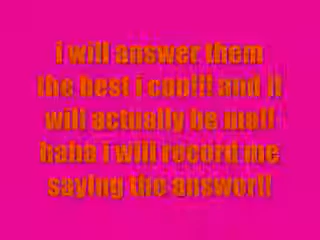 i will answer them
the best i can!!! and it
will actually be me!!
haha i will record me
saying the answer!!